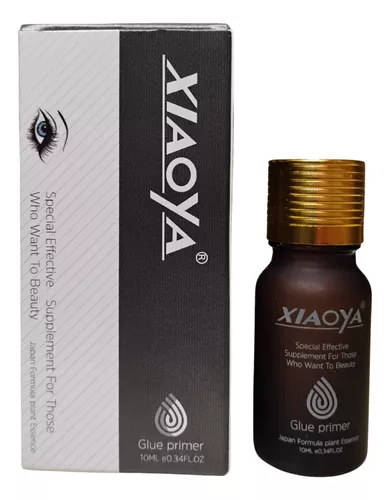 XIAOYA®
Special Effective Supplement For Those
Who Want To Beauty
Japan Formula plant Essence
Glue primer
10ML e0.34FL.OZ
XIAOYA®
Special Effective
Supplement For Those
Who Want To Beauty
Glue primer
Japan Formula plant Essence
10ML e0.34FL.OZ